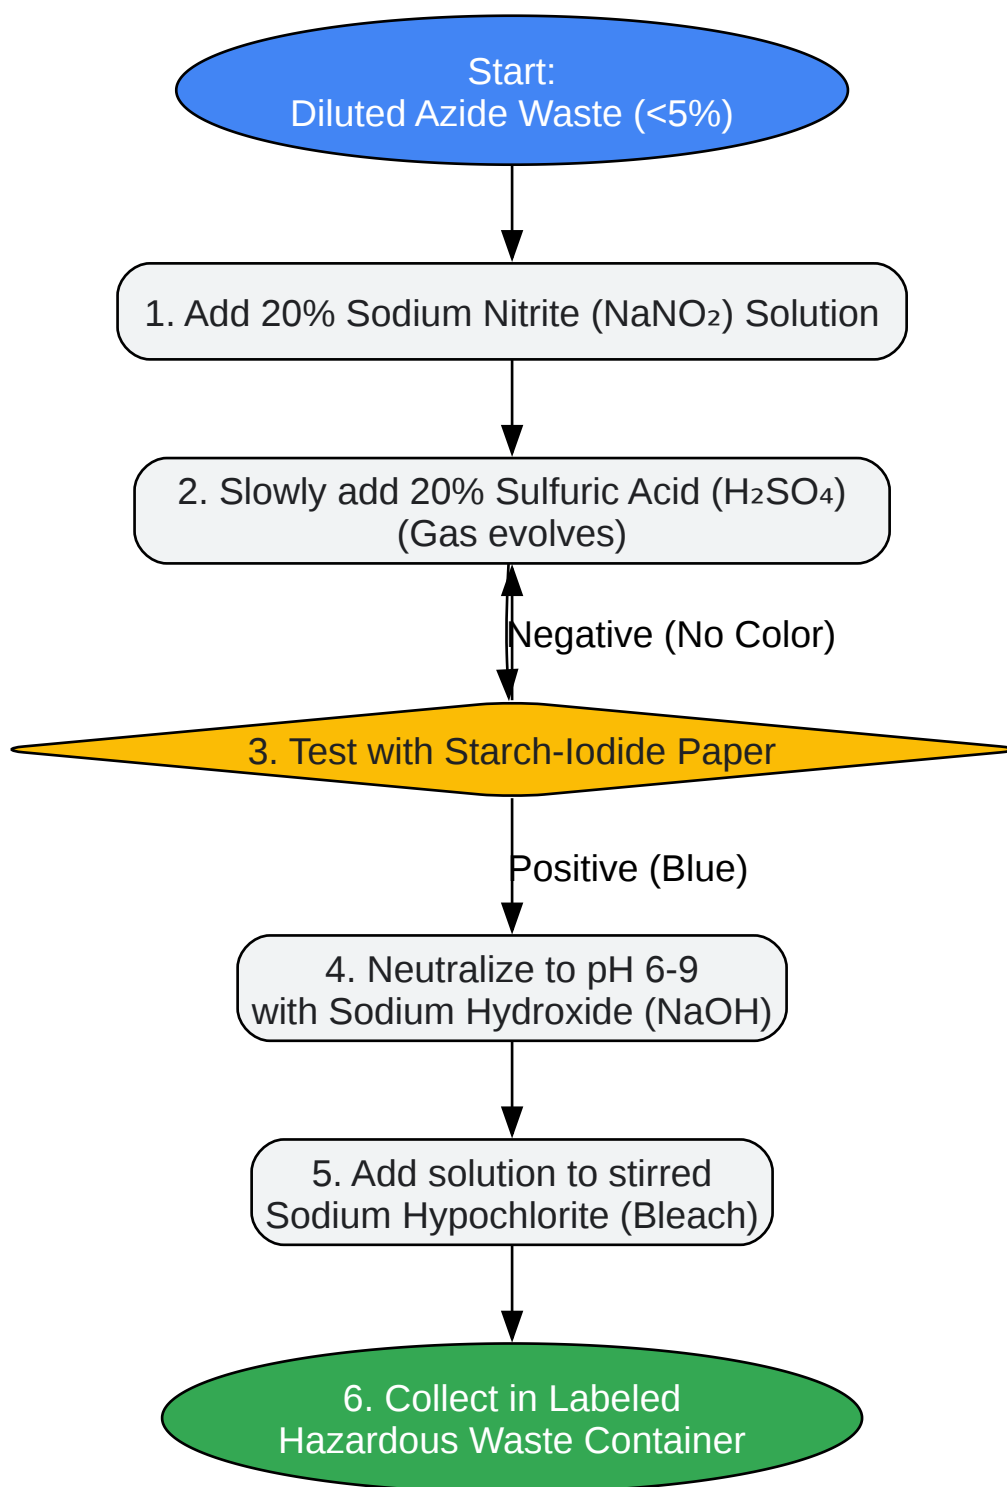 Start:
Diluted Azide Waste (<5%)
1. Add 20% Sodium Nitrite (NaNO₂) Solution
2. Slowly add 20% Sulfuric Acid (H₂SO₄)
(Gas evolves)
Negative (No Color)
3. Test with Starch-Iodide Paper
Positive (Blue)
4. Neutralize to pH 6-9
with Sodium Hydroxide (NaOH)
5. Add solution to stirred
Sodium Hypochlorite (Bleach)
6. Collect in Labeled
Hazardous Waste Container